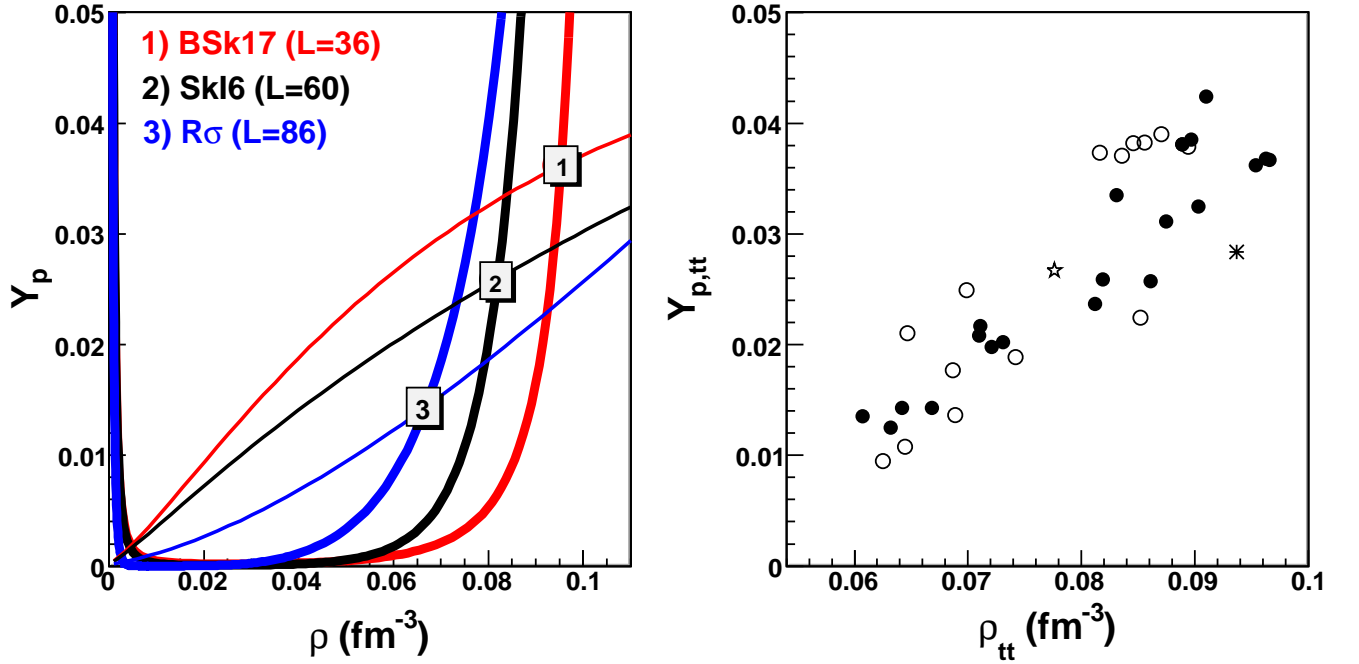 0.05
0.04
0.03
0.02
0.01
0
Yp
1) BSk17 (L=36)
2) SkI6 (L=60)
3) Rσ (L=86)
1
2
3
0 0.02 0.04 0.06 0.08 0.1
ρ (fm-3)
0.05
0.04
0.03
0.02
0.01
0
Yp,tt
0.06 0.07 0.08 0.09 0.1
ρtt (fm-3)